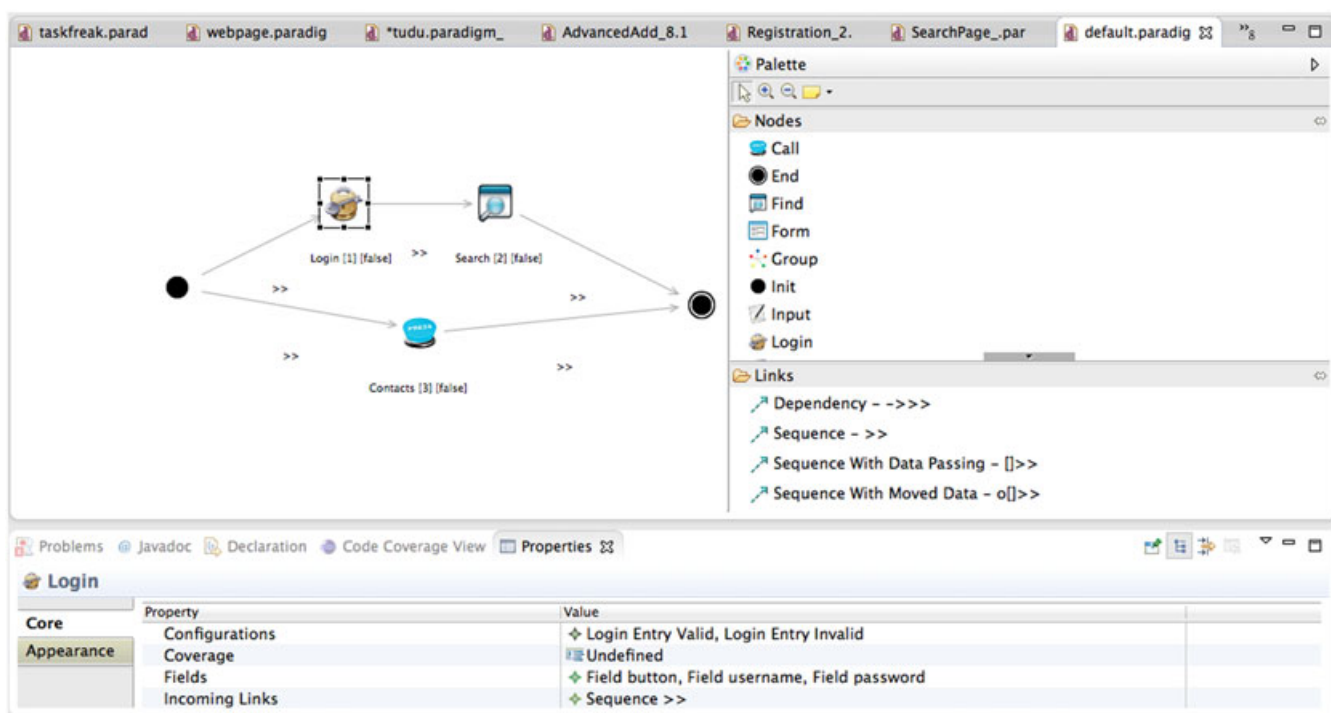 taskfreak.parad webpage.paradig *tudu.paradigm_ AdvancedAdd_8.1 Registration_2. SearchPage_.par default.paradig »8
Palette
Nodes
Call
End
Find
Form
Group
Init
Input
Login
Login [1] [false] >> Search [2] [false]
>> >>
>> >>
Contacts [3] [false]
Links
Dependency - ->>>
Sequence - >>
Sequence With Data Passing - []>>
Sequence With Moved Data - o[]>>
Problems @ Javadoc Declaration Code Coverage View Properties
Login
Core
Appearance
Property Value
Configurations Login Entry Valid, Login Entry Invalid
Coverage Undefined
Fields Field button, Field username, Field password
Incoming Links Sequence >>